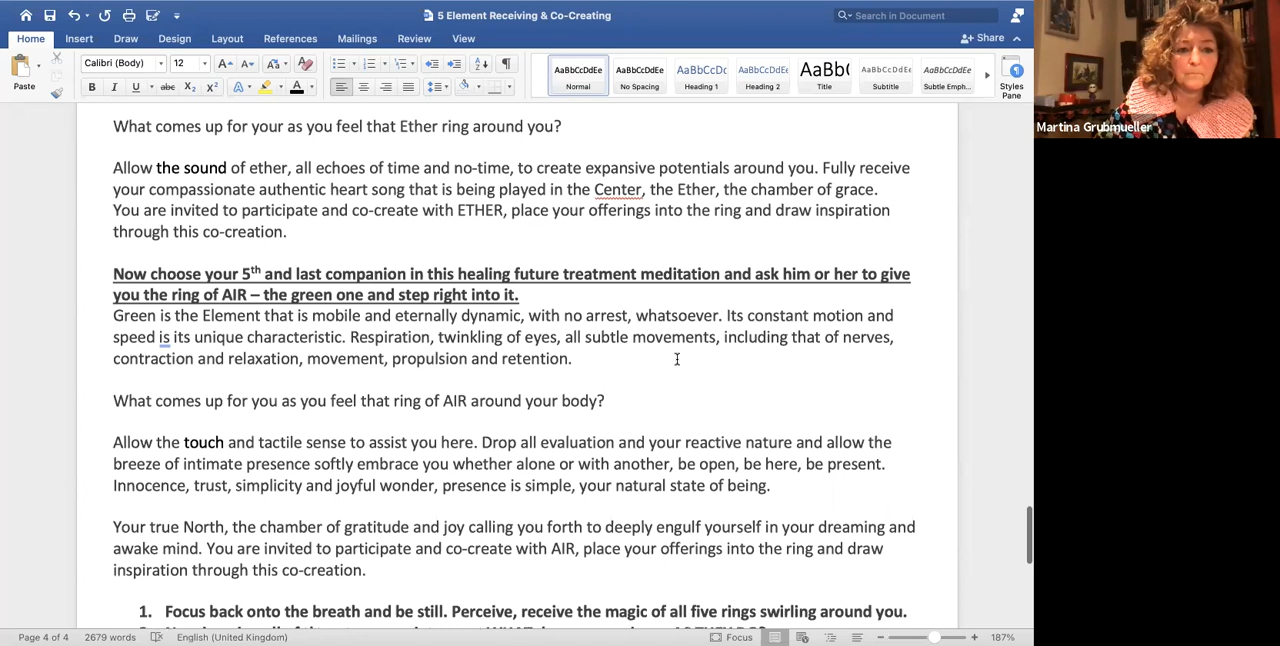 5 Element Receiving & Co-Creating
Search in Document
Home Insert Draw Design Layout References Mailings Review View
Share
Paste
Calibri (Body) 12
AaBbCcDdEe AaBbCcDdEe AaBbCcDc AaBbCcDdEe AaBb( AaBbCcDdEe AaBbCcDdEe
Normal No Spacing Heading 1 Heading 2 Title Subtitle Subtle Emph...
Styles
Pane
B I U abc X₂ X²
Martina Grubmueller
What comes up for your as you feel that Ether ring around you?
Allow the sound of ether, all echoes of time and no-time, to create expansive potentials around you. Fully receive
your compassionate authentic heart song that is being played in the Center, the Ether, the chamber of grace.
You are invited to participate and co-create with ETHER, place your offerings into the ring and draw inspiration
through this co-creation.
Now choose your 5th and last companion in this healing future treatment meditation and ask him or her to give
you the ring of AIR – the green one and step right into it.
Green is the Element that is mobile and eternally dynamic, with no arrest, whatsoever. Its constant motion and
speed is its unique characteristic. Respiration, twinkling of eyes, all subtle movements, including that of nerves,
contraction and relaxation, movement, propulsion and retention.
What comes up for you as you feel that ring of AIR around your body?
Allow the touch and tactile sense to assist you here. Drop all evaluation and your reactive nature and allow the
breeze of intimate presence softly embrace you whether alone or with another, be open, be here, be present.
Innocence, trust, simplicity and joyful wonder, presence is simple, your natural state of being.
Your true North, the chamber of gratitude and joy calling you forth to deeply engulf yourself in your dreaming and
awake mind. You are invited to participate and co-create with AIR, place your offerings into the ring and draw
inspiration through this co-creation.
1. Focus back onto the breath and be still. Perceive, receive the magic of all five rings swirling around you.
Page 4 of 4 2679 words English (United Kingdom) Focus 187%